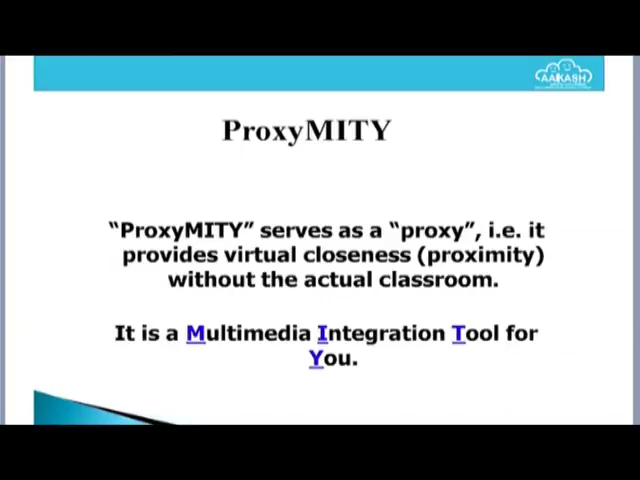 AAKASH
ProxyMITY
“ProxyMITY” serves as a “proxy”, i.e. it
provides virtual closeness (proximity)
without the actual classroom.
It is a Multimedia Integration Tool for
You.